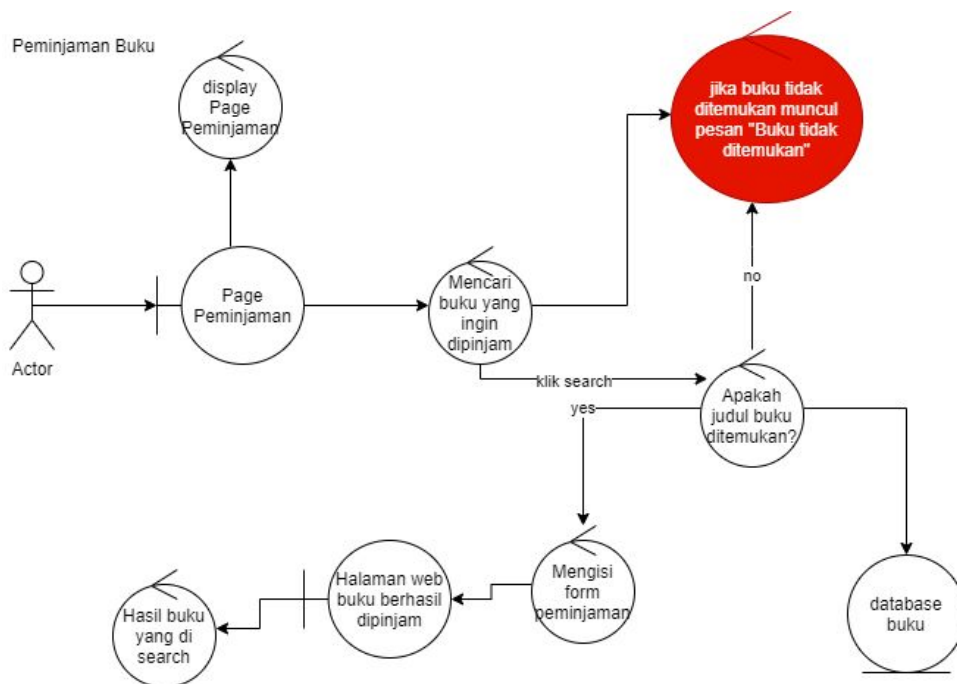 Peminjaman Buku
display
Page
Peminjaman
jika buku tidak
ditemukan muncul
pesan "Buku tidak
ditemukan"
Actor
Page
Peminjaman
Mencari
buku yang
ingin
dipinjam
no
klik search
yes
Apakah
judul buku
ditemukan?
Mengisi
form
peminjaman
Halaman web
buku berhasil
dipinjam
Hasil buku
yang di
search
database
buku